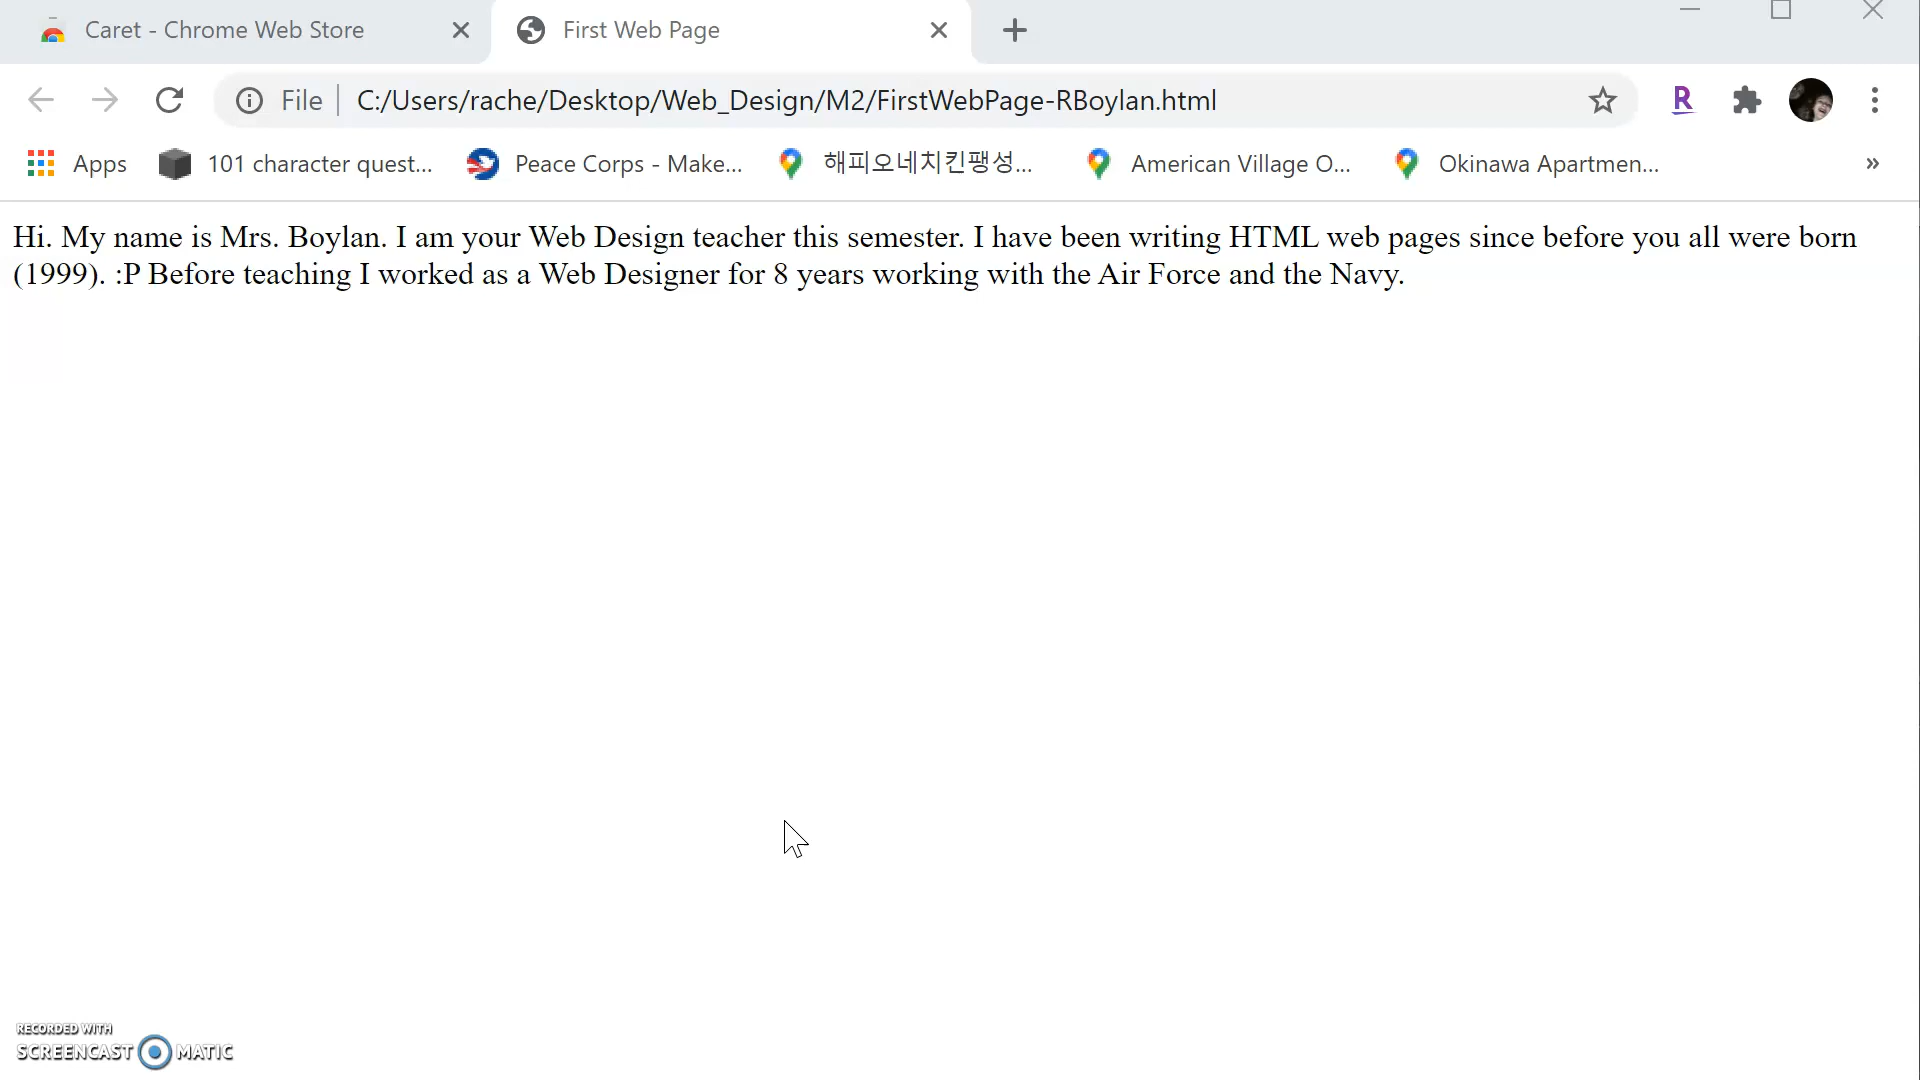 Caret - Chrome Web Store
First Web Page
File
C:/Users/rache/Desktop/Web_Design/M2/FirstWebPage-RBoylan.html
R
Apps
101 character quest...
Peace Corps - Make...
해피오네치킨팽성...
American Village O...
Okinawa Apartmen...
»
Hi. My name is Mrs. Boylan. I am your Web Design teacher this semester. I have been writing HTML web pages since before you all were born
(1999). :P Before teaching I worked as a Web Designer for 8 years working with the Air Force and the Navy.
RECORDED WITH
SCREENCAST MATIC